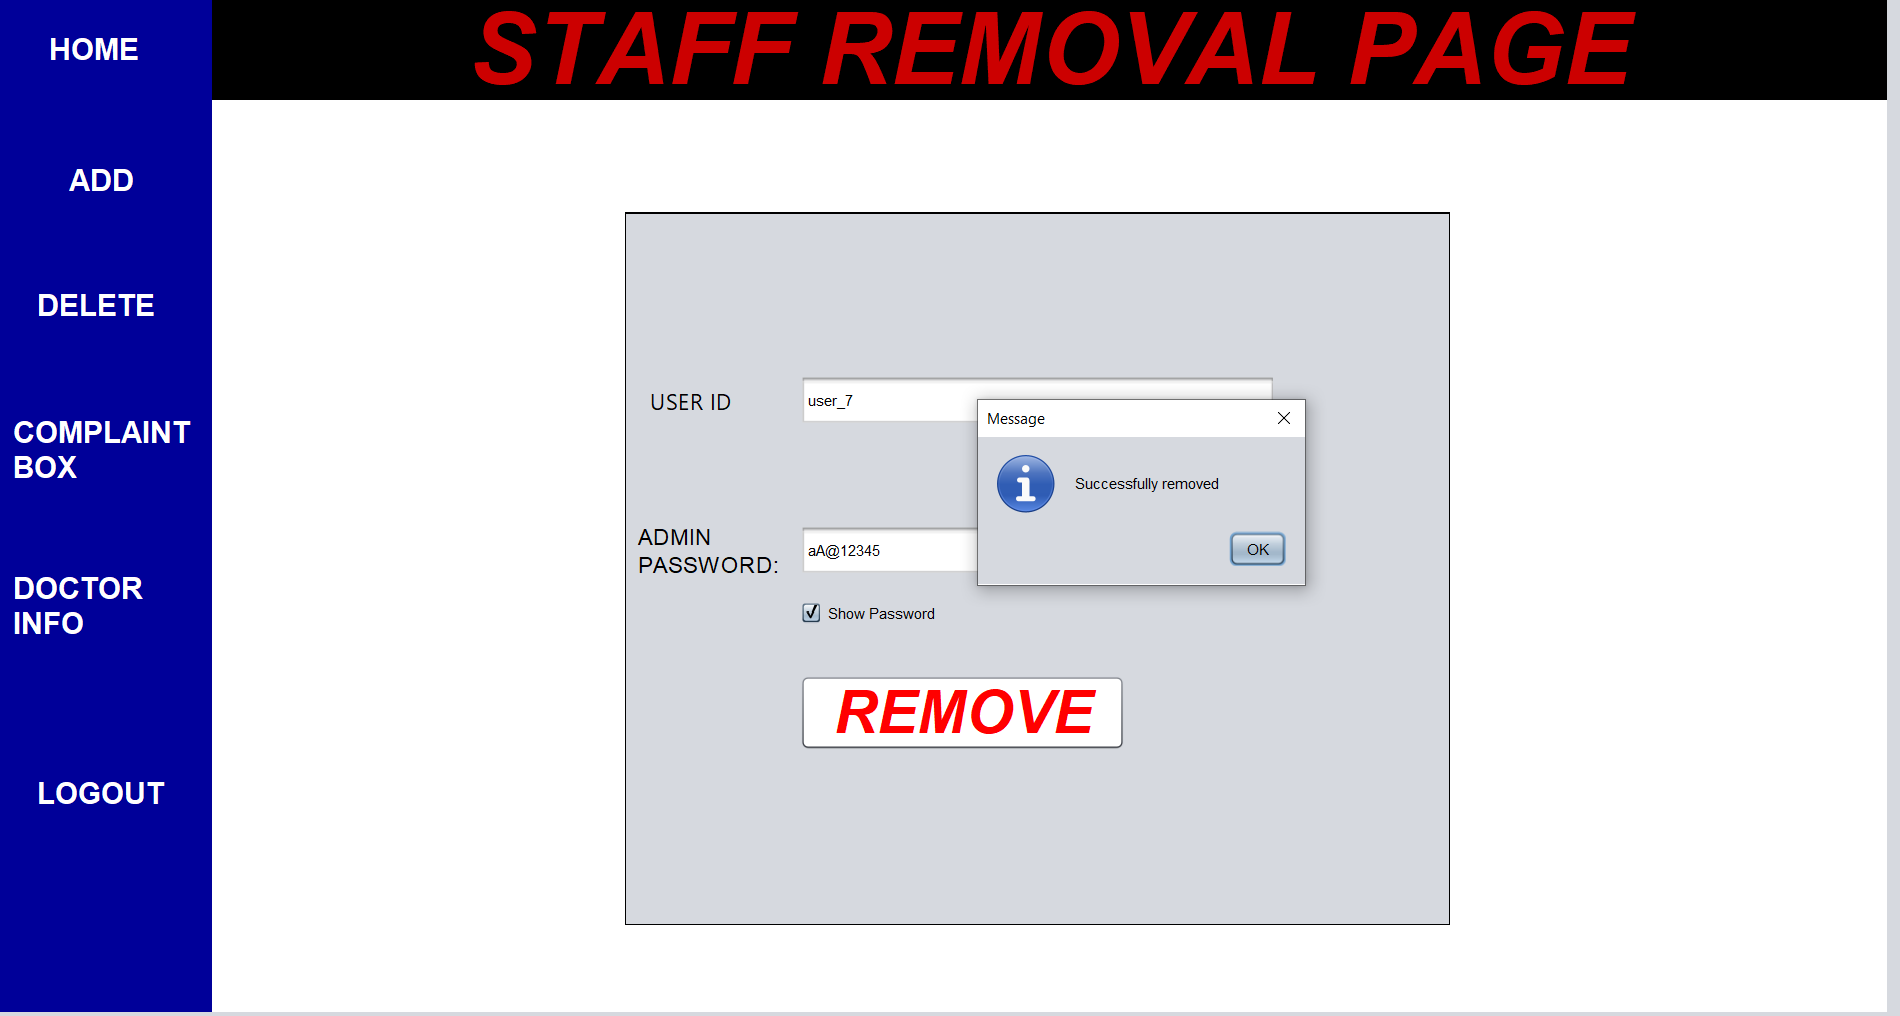 STAFF REMOVAL PAGE
HOME
ADD
DELETE
COMPLAINT
BOX
DOCTOR
INFO
LOGOUT
USER ID
user_7
ADMIN
PASSWORD:
aA@12345
Show Password
REMOVE
Message
Successfully removed
OK